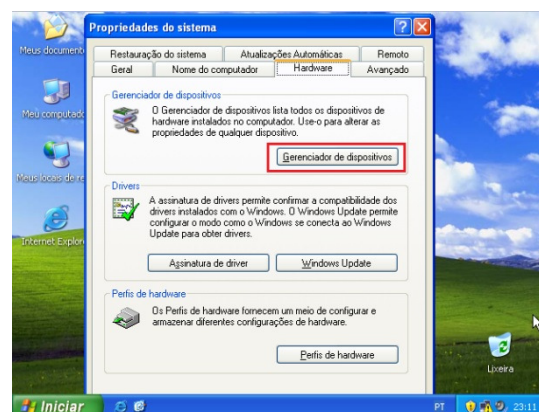 Propriedades do sistema
Restauração do sistema
Atualizações Automáticas
Remoto
Geral
Nome do computador
Hardware
Avançado
Gerenciador de dispositivos
O Gerenciador de dispositivos lista todos os dispositivos de
hardware instalados no computador. Use-o para alterar as
propriedades de qualquer dispositivo.
Gerenciador de dispositivos
Drivers
A assinatura de drivers permite confirmar a compatibilidade dos
drivers instalados com o Windows. O Windows Update permite
configurar o modo como o Windows se conecta ao Windows
Update para obter drivers.
Assinatura de driver
Windows Update
Perfis de hardware
Os Perfis de hardware fornecem um meio de configurar e
armazenar diferentes configurações de hardware.
Perfis de hardware
Meus document
Meu computad
Meus locais de re
Internet Explor
Lixeira
Iniciar
PT
23:11